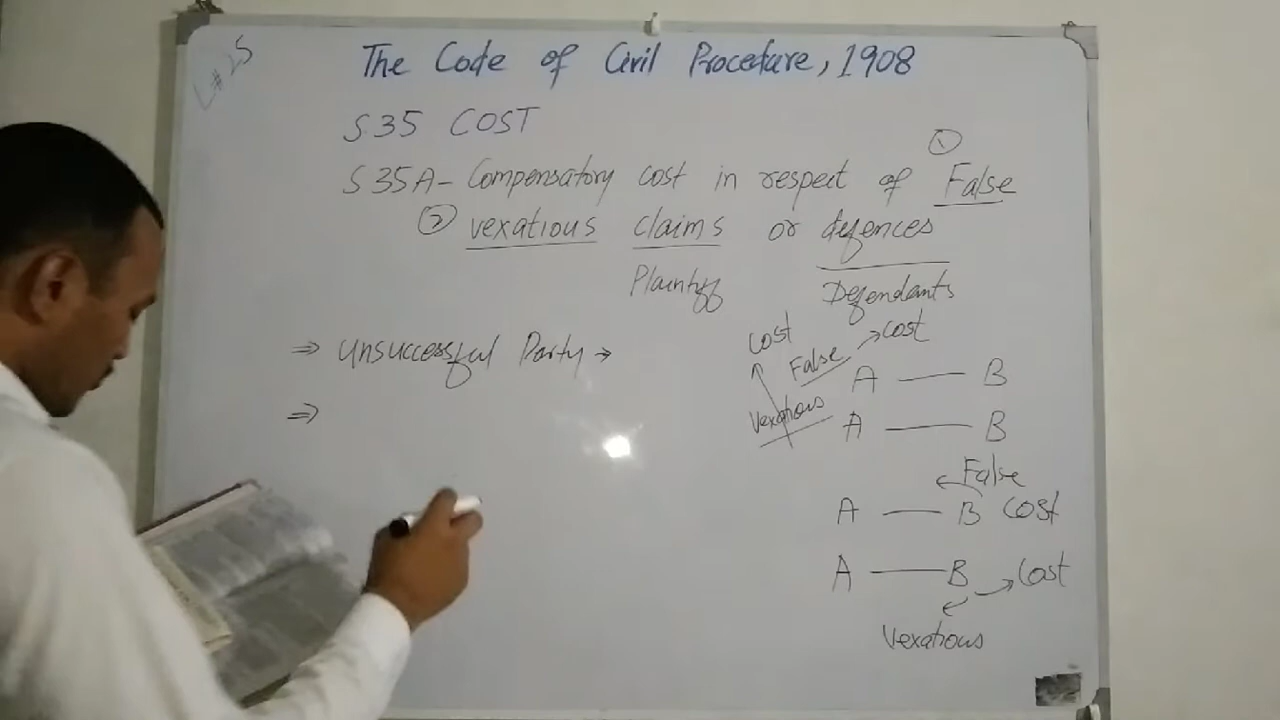 L#25
The Code of Civil Procedure, 1908
S35 COST
①
S35A- Compensatory cost in respect of False
② vexatious claims or defences
Plaintiff Defendants
cost
False → cost
⇒ Unsuccessful Party →
A — B
Vexatious A — B
⇒
False
A — B cost
A — B → Cost
Vexatious